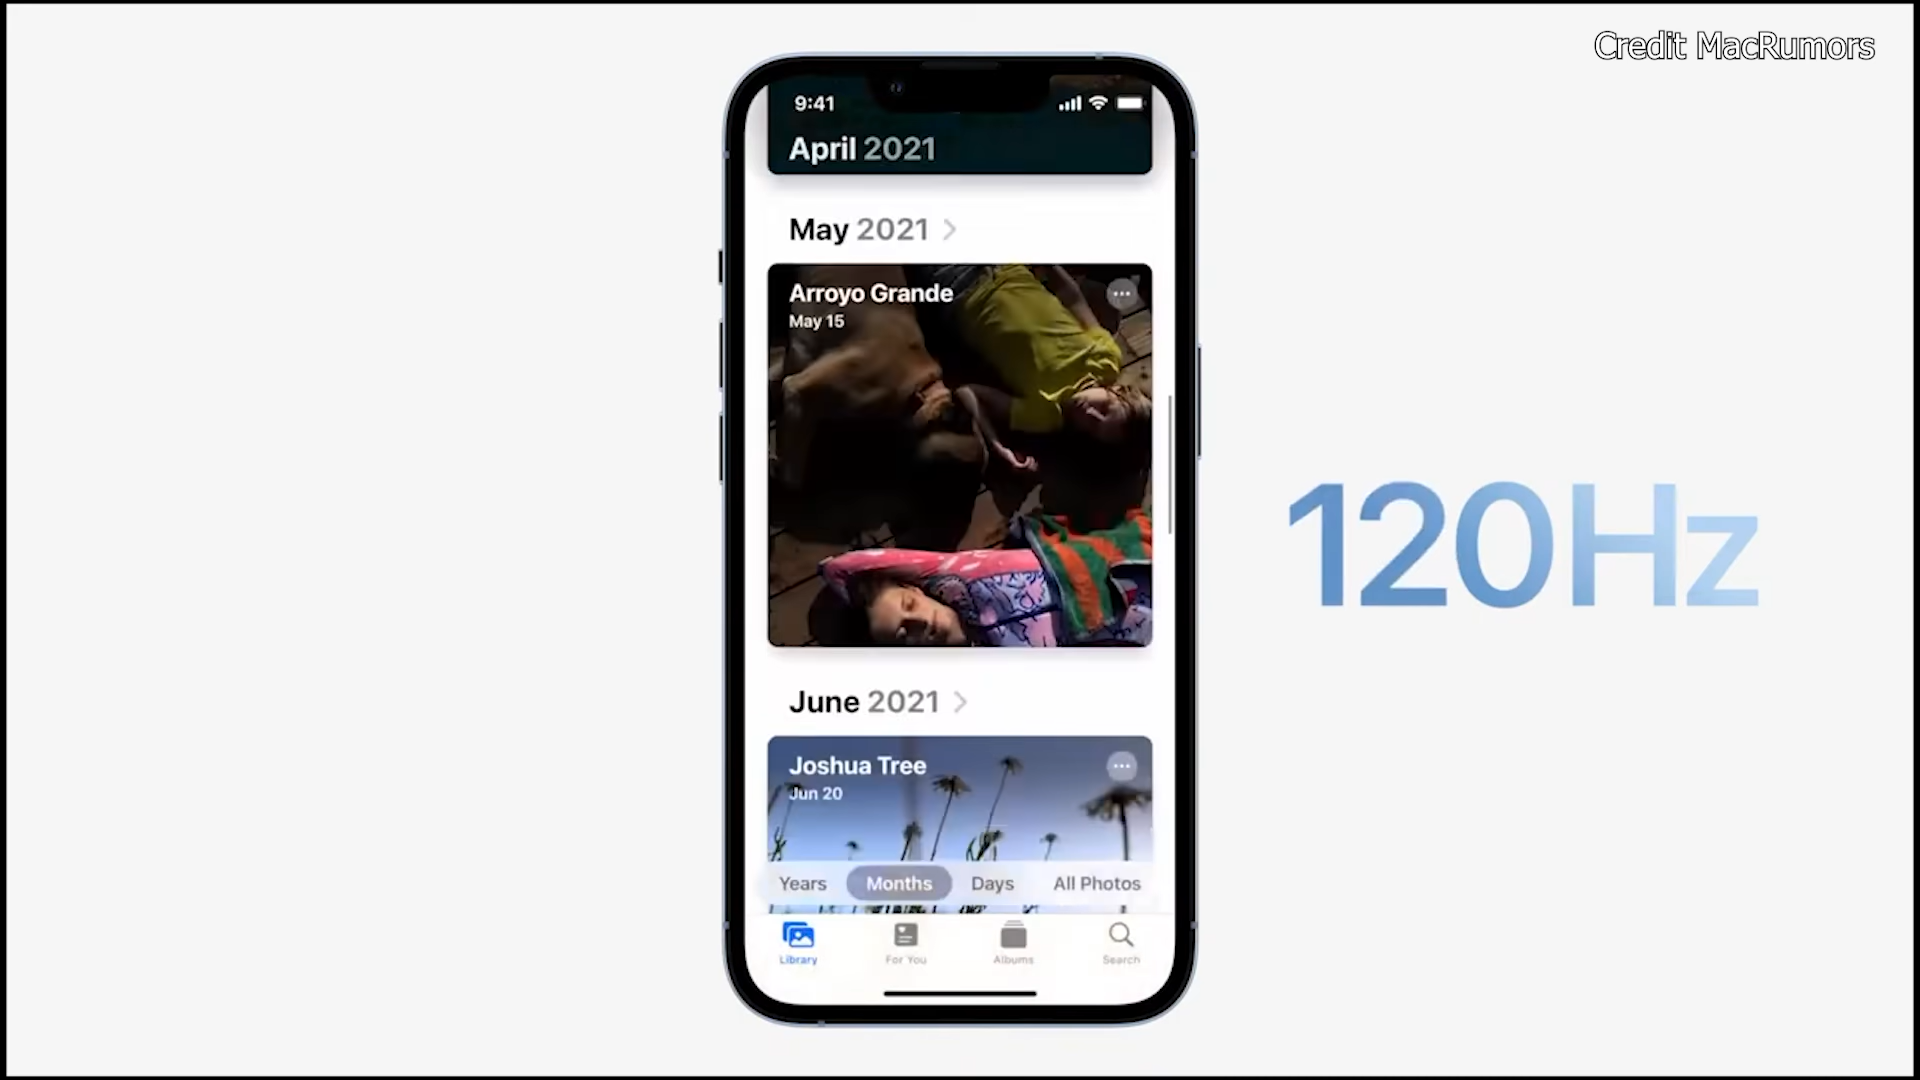 Credit MacRumors
9:41
April 2021
May 2021
Arroyo Grande
May 15
120Hz
June 2021
Joshua Tree
Jun 20
Years Months Days All Photos
Library For You Albums Search